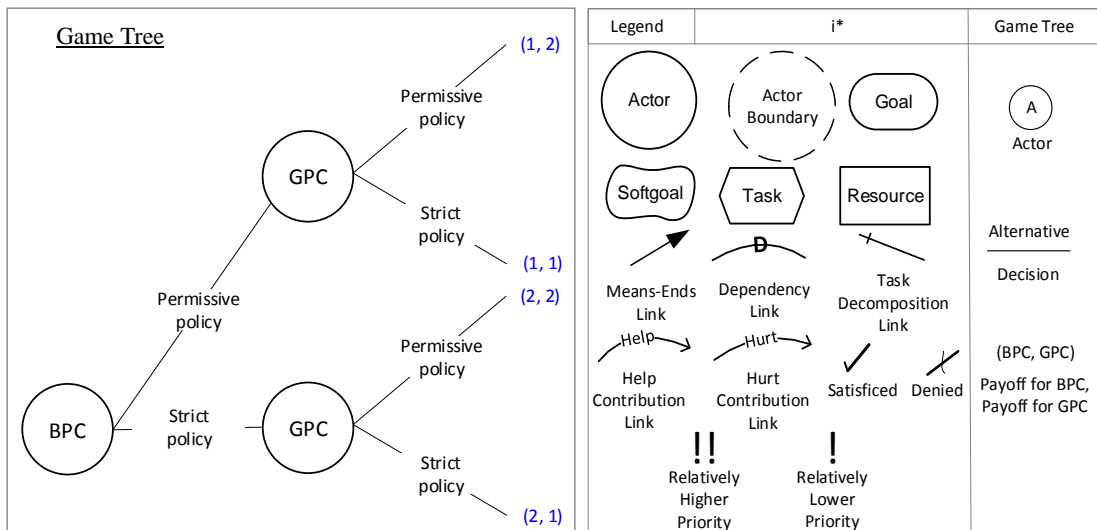 Game Tree
(1, 2)
Permissive
policy
GPC
Strict
policy
(1, 1)
Permissive
policy
(2, 2)
Permissive
policy
BPC
Strict
policy
GPC
Strict
policy
(2, 1)
Legend
i*
Game Tree
Actor
Actor
Boundary
Goal
A
Actor
Softgoal
Task
Resource
D
Alternative
Decision
Means-Ends
Link
Dependency
Link
Task
Decomposition
Link
Help
Hurt
Help
Contribution
Link
Hurt
Contribution
Link
Satisficed
Denied
(BPC, GPC)
Payoff for BPC,
Payoff for GPC
!!
Relatively
Higher
Priority
!
Relatively
Lower
Priority